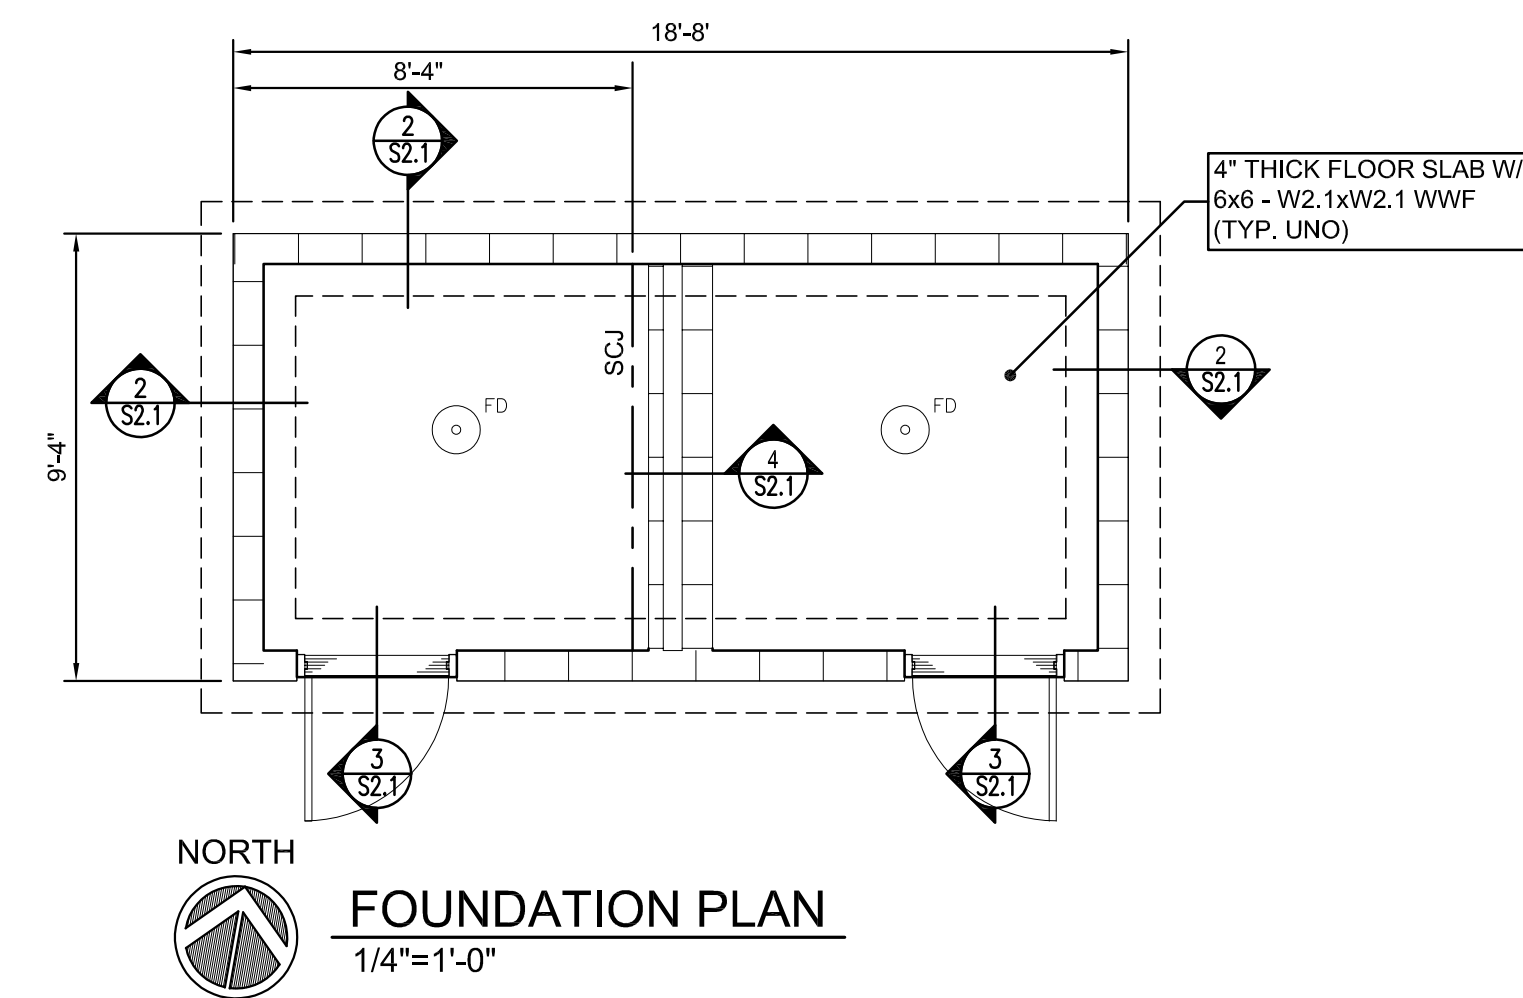 18'-8'
8'-4"
2
S2.1
4" THICK FLOOR SLAB W/
6x6 - W2.1xW2.1 WWF
(TYP. UNO)
SCJ
2
S2.1
2
S2.1
FD
FD
9'-4"
4
S2.1
3
S2.1
3
S2.1
NORTH
FOUNDATION PLAN
1/4"=1'-0"